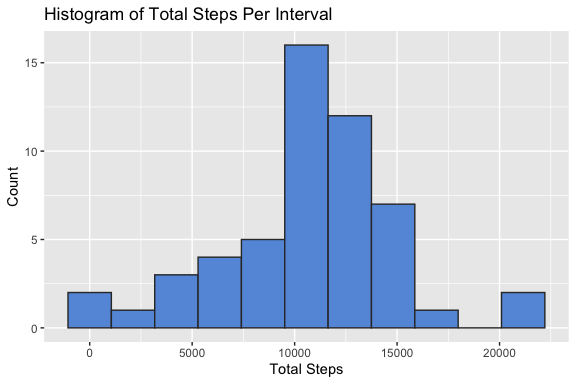 Histogram of Total Steps Per Interval
15
10
5
0
Count
0 5000 10000 15000 20000
Total Steps